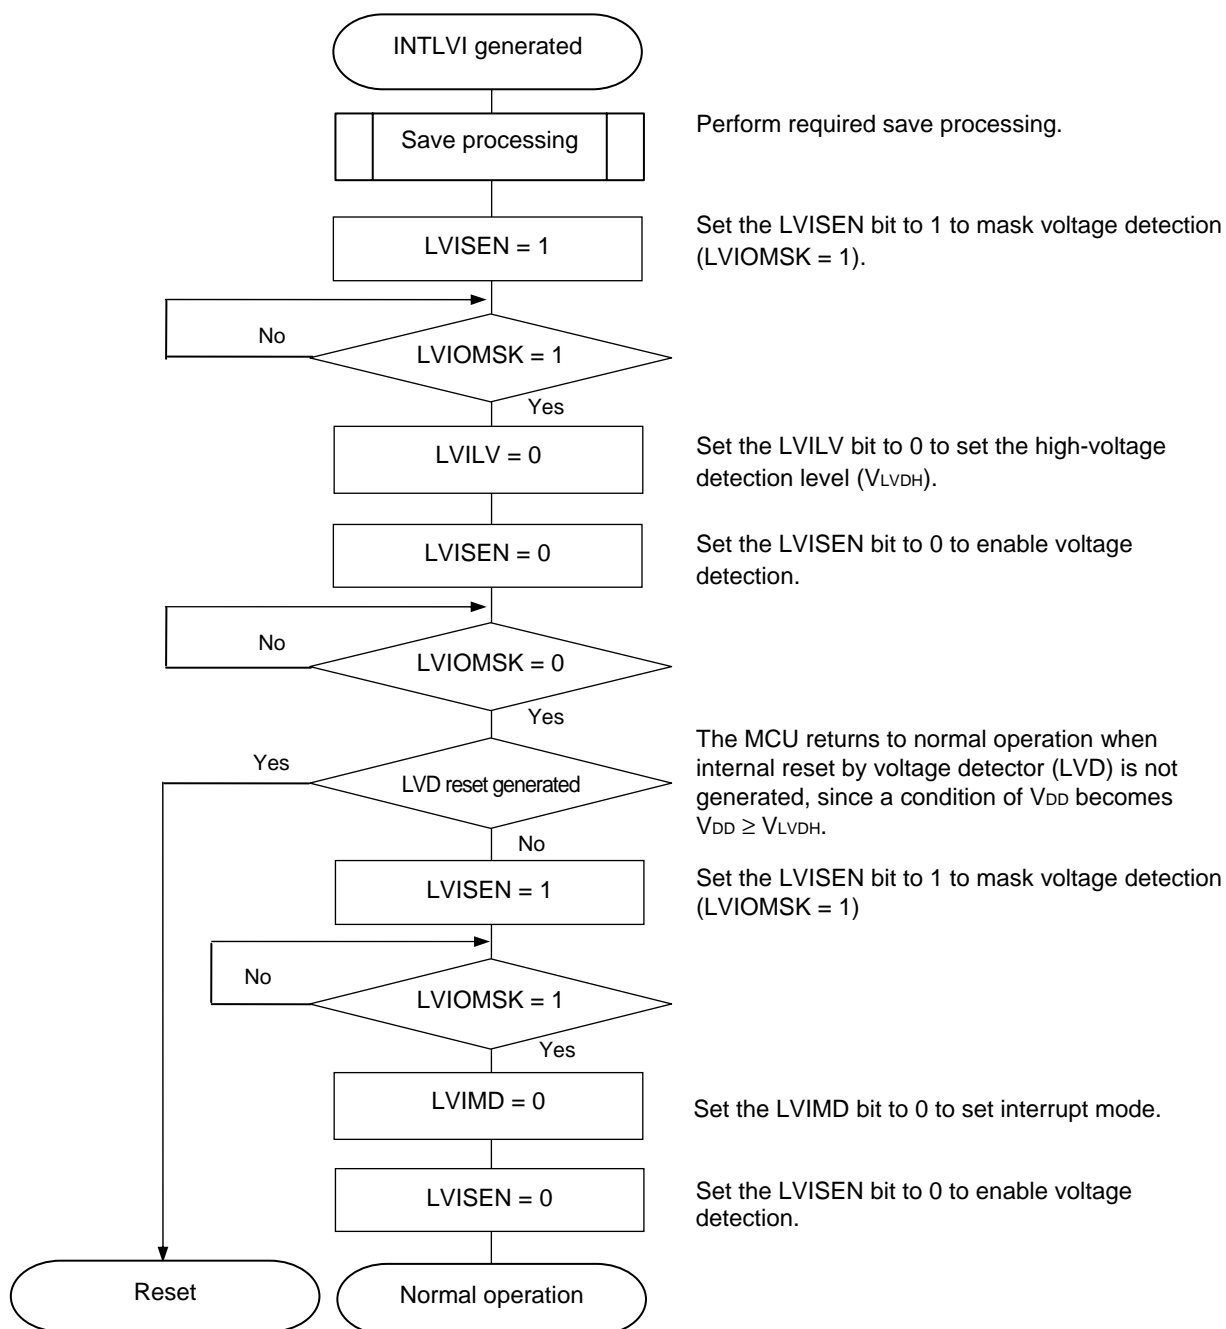 INTLVI generated
Save processing
Perform required save processing.
LVISEN = 1
Set the LVISEN bit to 1 to mask voltage detection
(LVIOMSK = 1).
No
LVIOMSK = 1
Yes
LVILV = 0
Set the LVILV bit to 0 to set the high-voltage
detection level (VLVDH).
LVISEN = 0
Set the LVISEN bit to 0 to enable voltage
detection.
No
LVIOMSK = 0
Yes
Yes
LVD reset generated
The MCU returns to normal operation when
internal reset by voltage detector (LVD) is not
generated, since a condition of VDD becomes
VDD ≥ VLVDH.
No
LVISEN = 1
Set the LVISEN bit to 1 to mask voltage detection
(LVIOMSK = 1)
No
LVIOMSK = 1
Yes
LVIMD = 0
Set the LVIMD bit to 0 to set interrupt mode.
LVISEN = 0
Set the LVISEN bit to 0 to enable voltage
detection.
Reset
Normal operation